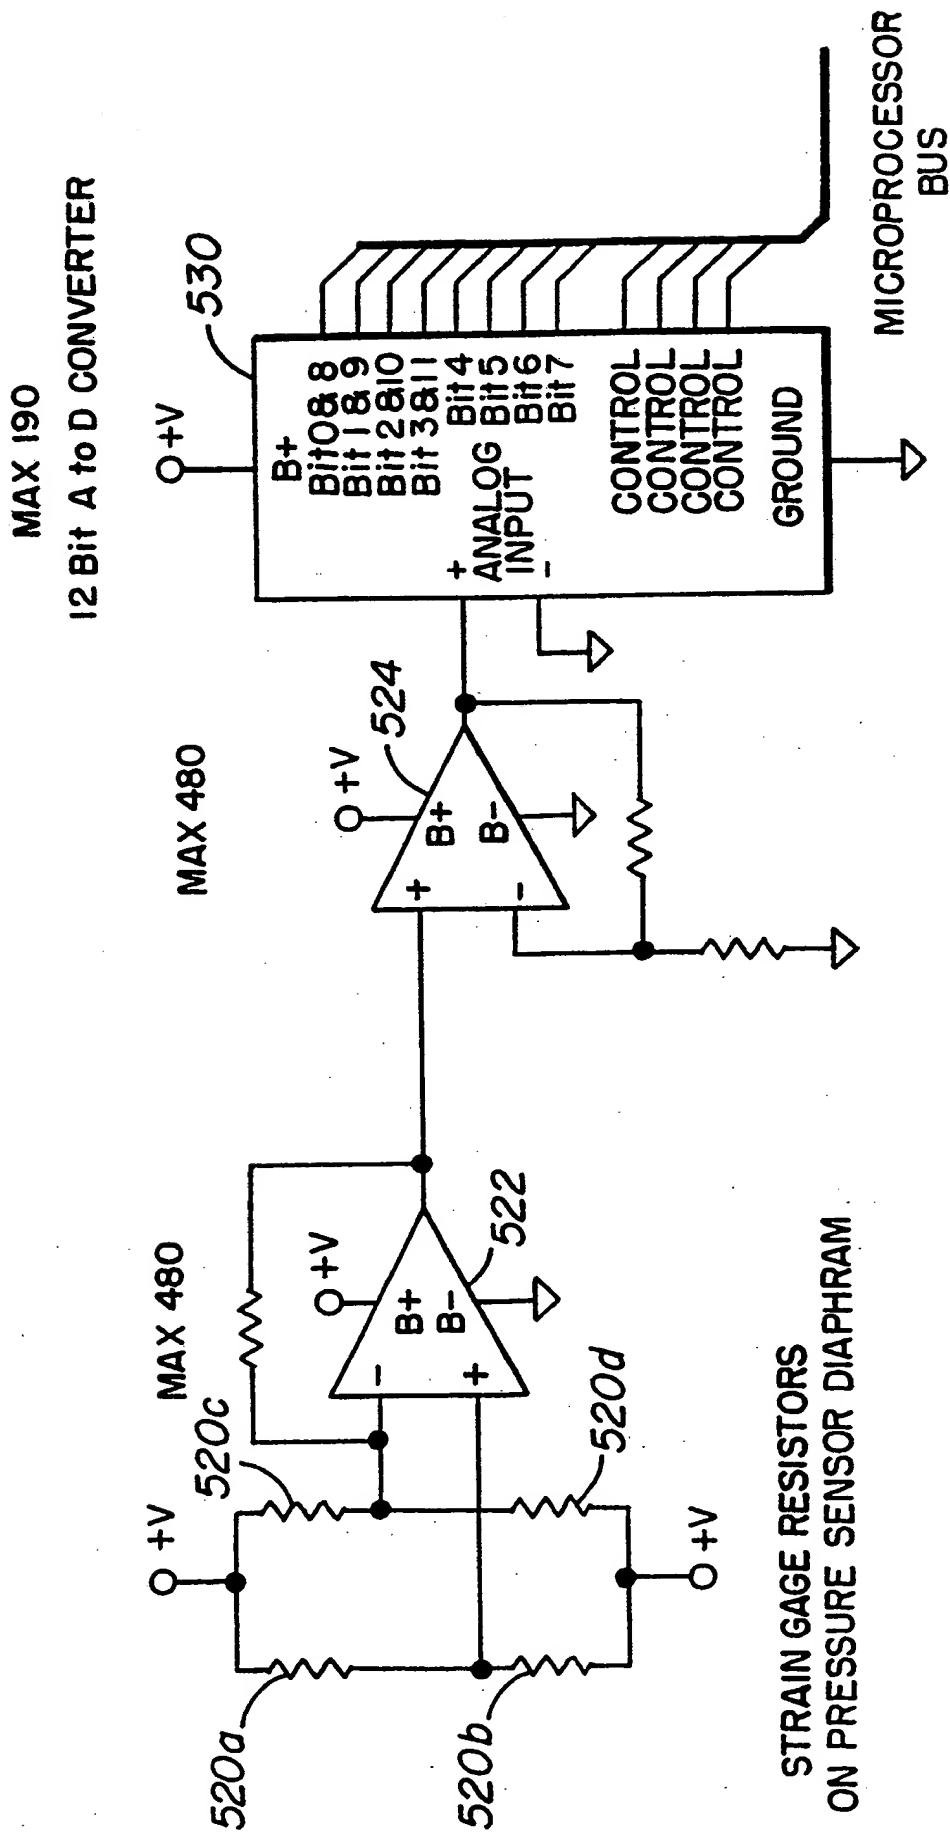 MAX 190
12 Bit A to D CONVERTER
530
+V
B+
Bit 0 & 8
Bit 1 & 9
Bit 2 & 10
Bit 3 & 11
Bit 4
Bit 5
Bit 6
Bit 7
+
ANALOG
INPUT
-
CONTROL
CONTROL
CONTROL
CONTROL
GROUND
MICROPROCESSOR
BUS
MAX 480
524
+V
B+
B-
+
-
MAX 480
522
+V
B+
B-
-
+
520c
520d
+V
+V
520a
520b
STRAIN GAGE RESISTORS
ON PRESSURE SENSOR DIAPHRAM